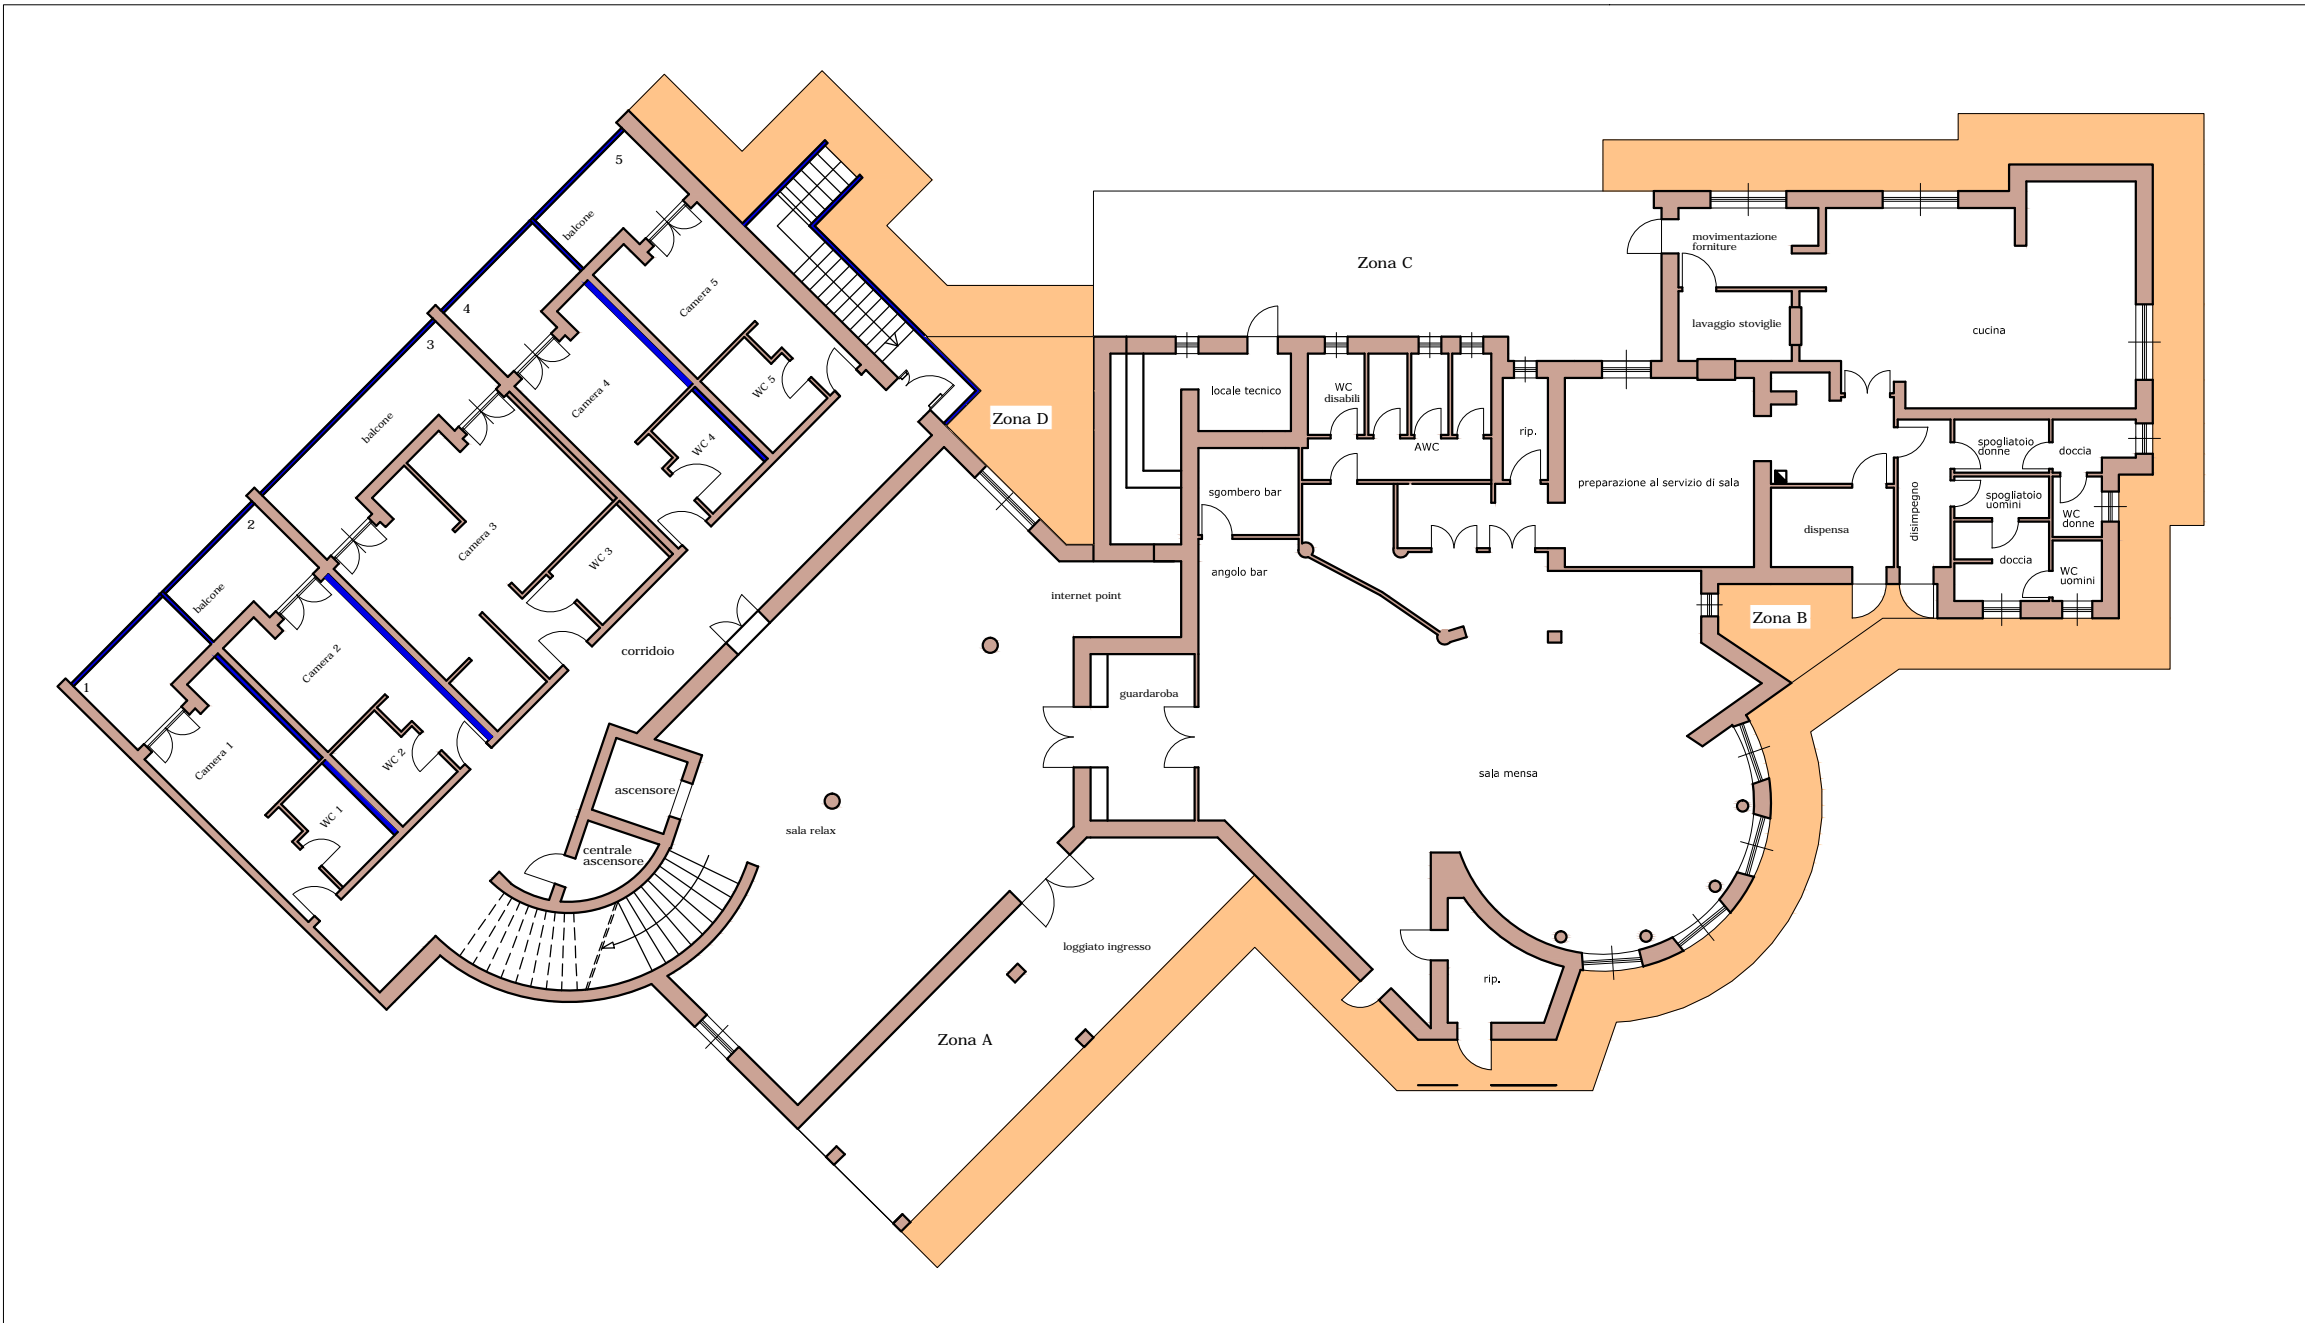 5
balcone
4
3
balcone
2
balcone
1
Camera 5
WC 5
Camera 4
WC 4
Camera 3
WC 3
Camera 2
WC 2
Camera 1
WC 1
corridoio
ascensore
centrale
ascensore
sala relax
Zona D
Zona C
internet point
guardaroba
loggiato ingresso
Zona A
locale tecnico
WC
disabili
AWC
rip.
sgombero bar
angolo bar
preparazione al servizio di sala
movimentazione
forniture
lavaggio stoviglie
cucina
dispensa
disimpegno
spogliatoio
donne
doccia
spogliatoio
uomini
WC
donne
doccia
WC
uomini
Zona B
sala mensa
rip.